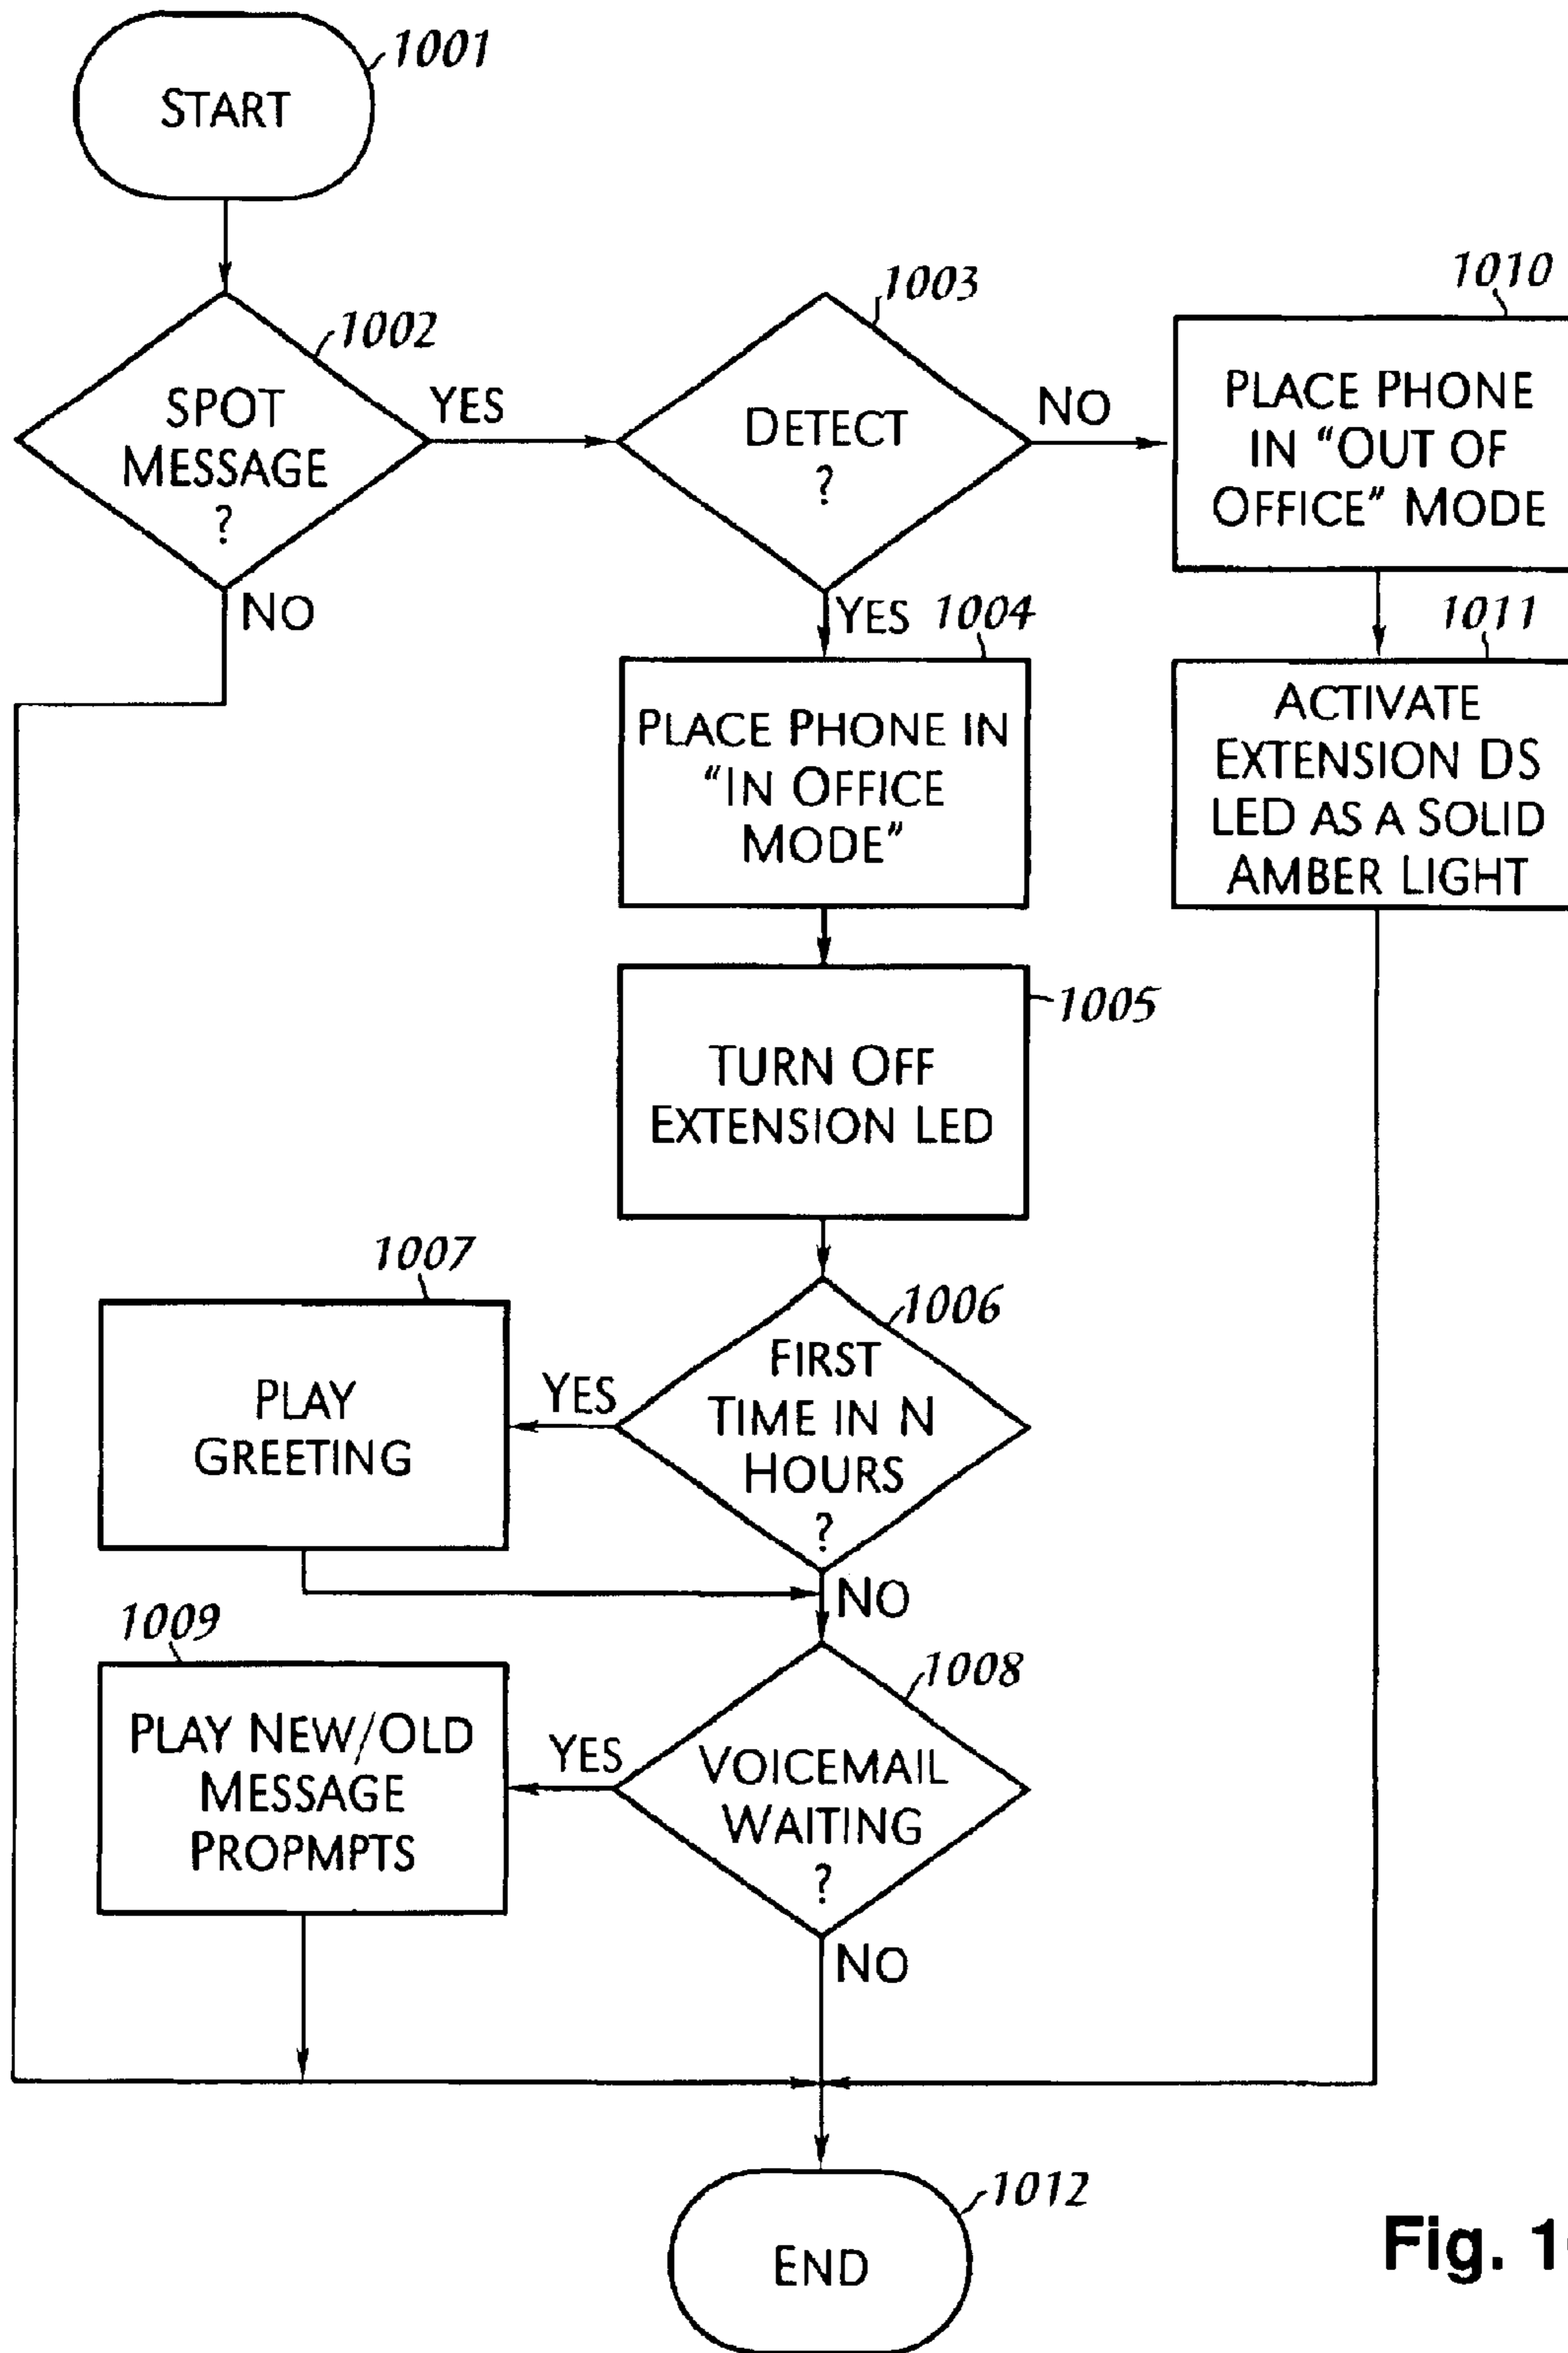 1001
START
1002
SPOT
MESSAGE
?
YES
NO
1003
DETECT
?
NO
YES
1010
PLACE PHONE
IN "OUT OF
OFFICE" MODE
1011
ACTIVATE
EXTENSION DS
LED AS A SOLID
AMBER LIGHT
1004
PLACE PHONE IN
"IN OFFICE
MODE"
1005
TURN OFF
EXTENSION LED
1006
FIRST
TIME IN N
HOURS
?
YES
NO
1007
PLAY
GREETING
1008
VOICEMAIL
WAITING
?
YES
NO
1009
PLAY NEW/OLD
MESSAGE
PROPMPTS
1012
END
Fig.